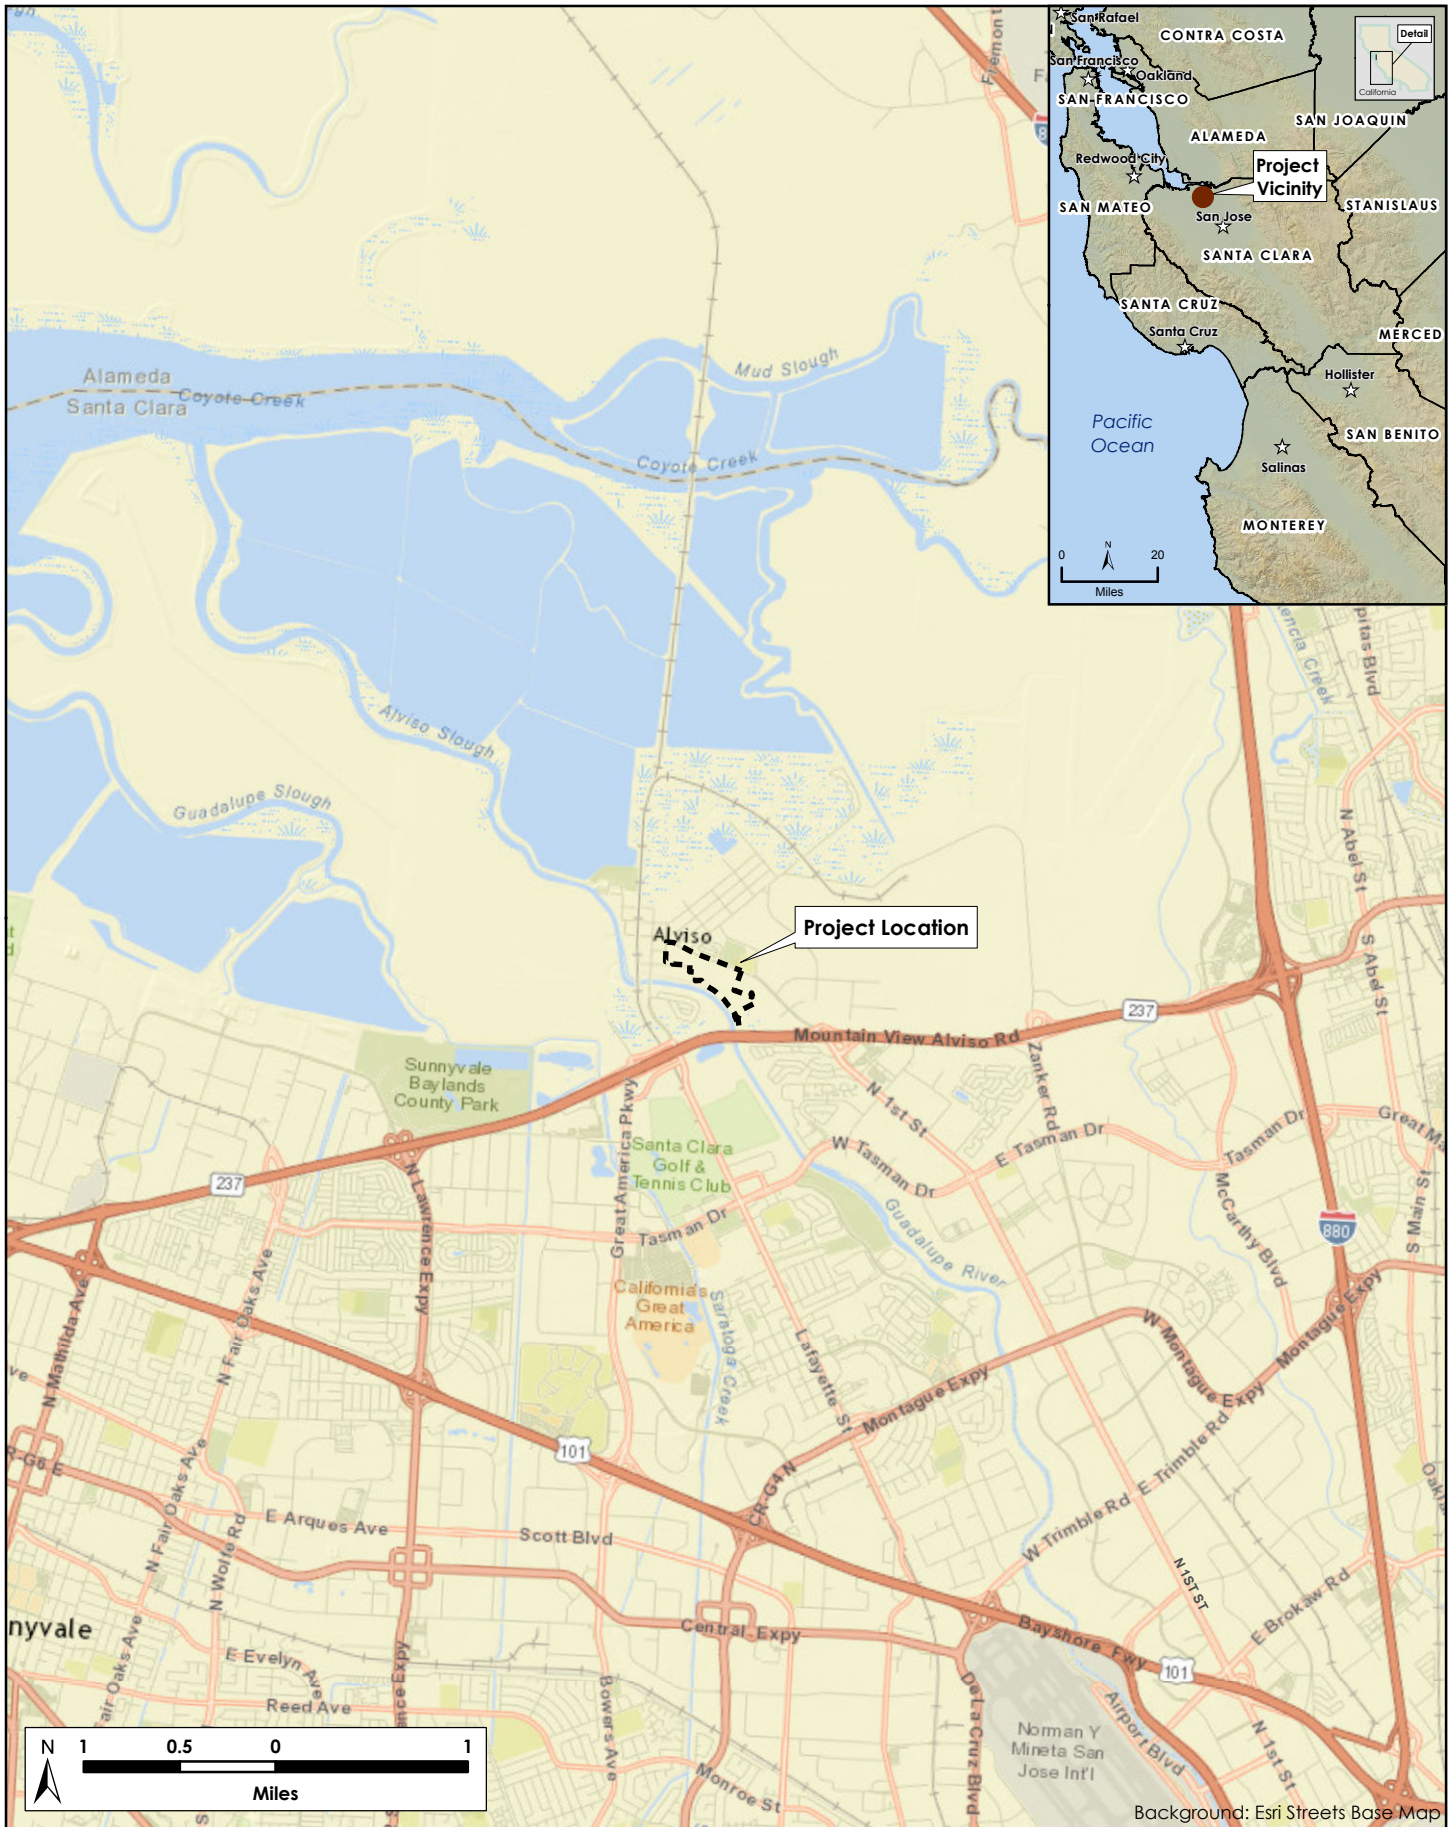 San Rafael
CONTRA COSTA
Detail
California
San Francisco
Oakland
SAN FRANCISCO
SAN JOAQUIN
ALAMEDA
Redwood City
Project
Vicinity
SAN MATEO
STANISLAUS
San Jose
SANTA CLARA
SANTA CRUZ
Santa Cruz
MERCED
Hollister
Pacific
Ocean
SAN BENITO
Salinas
MONTEREY
N
0 20
Miles
Alameda
Santa Clara
Coyote Creek
Mud Slough
Coyote Creek
Alviso Slough
Guadalupe Slough
pitas Blvd
N Abel St
S Abel St
Alviso
Project Location
237
Mountain View Alviso Rd
Zanker Rd
Sunnyvale
Baylands
County Park
Great America Pkwy
N 1st St
Santa Clara
Golf &
Tennis Club
W Tasman Dr
E Tasman Dr
Tasman Dr
Great Ma
237
N Lawrence Expy
Tasman Dr
Guadalupe River
McCarthy Blvd
S Main St
880
N Mathilda Ave
N Fair Oaks Ave
California's
Great
America
Saratoga Creek
Lafayette St
Montague Expy
W Montague Expy
Montague Expy
101
CR-G4 N
R-G6 E
N Fair Oaks Ave
N Wolfe Rd
E Arques Ave
Scott Blvd
W Trimble Rd
E Trimble Rd
N 1ST ST
E Brokaw Rd
nyvale
Central Expy
Bayshore Fwy
101
E Evelyn Ave
Reed Ave
air Oaks Ave
ence Expy
Bowers Ave
De La Cruz Blvd
Airport Blvd
N 1st St
Norman Y
Mineta San
Jose Int'l
Monroe St
N
1 0.5 0 1
Miles
Background: Esri Streets Base Map